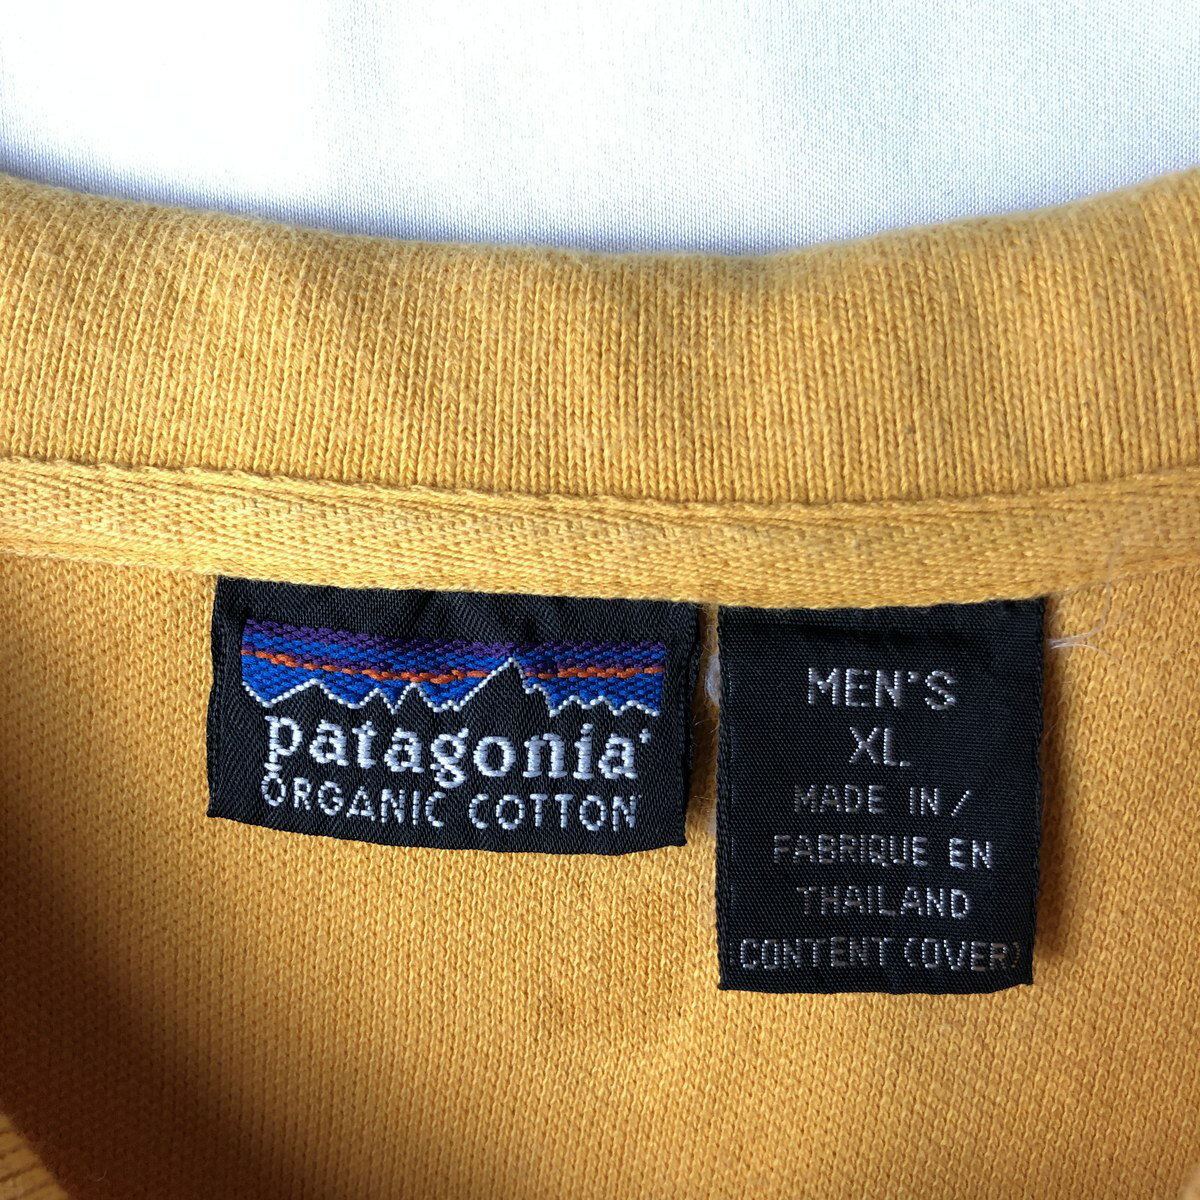 patagonia®
ORGANIC COTTON
MEN'S
XL
MADE IN /
FABRIQUE EN
THAILAND
CONTENT (OVER)